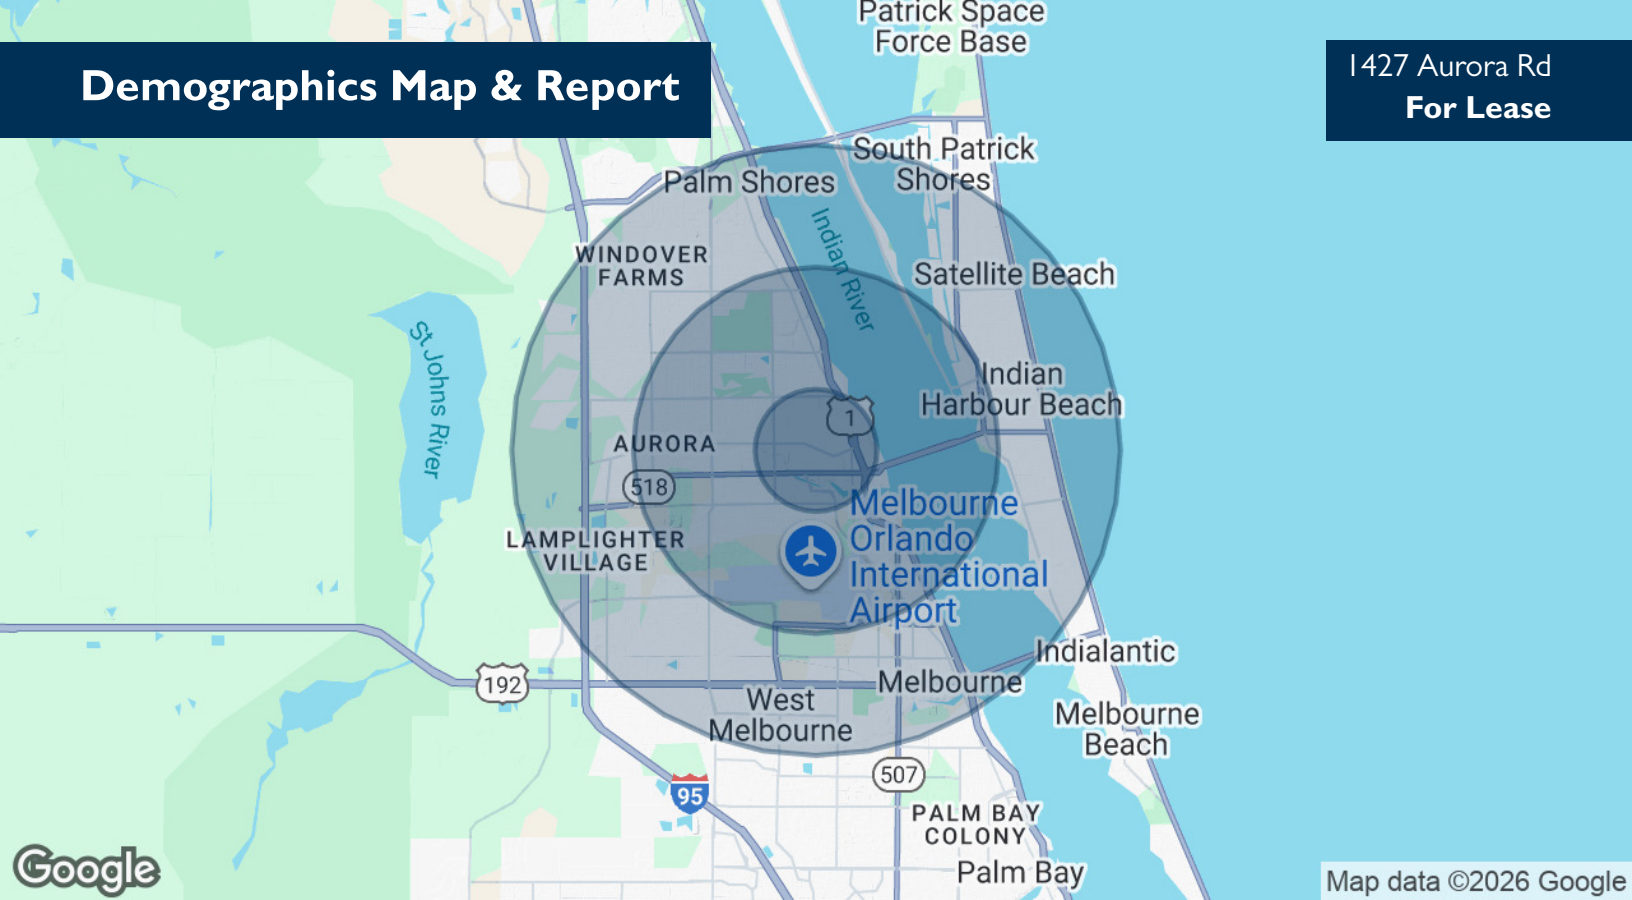 Patrick Space
Force Base
Demographics Map & Report
1427 Aurora Rd
For Lease
South Patrick
Shores
Palm Shores
Indian River
WINDOVER
FARMS
Satellite Beach
St Johns River
Indian
Harbour Beach
1
AURORA
518
Melbourne
Orlando
International
Airport
LAMPLIGHTER
VILLAGE
Indialantic
192
Melbourne
West
Melbourne
Melbourne
Beach
507
95
PALM BAY
COLONY
Palm Bay
Google
Map data ©2026 Google